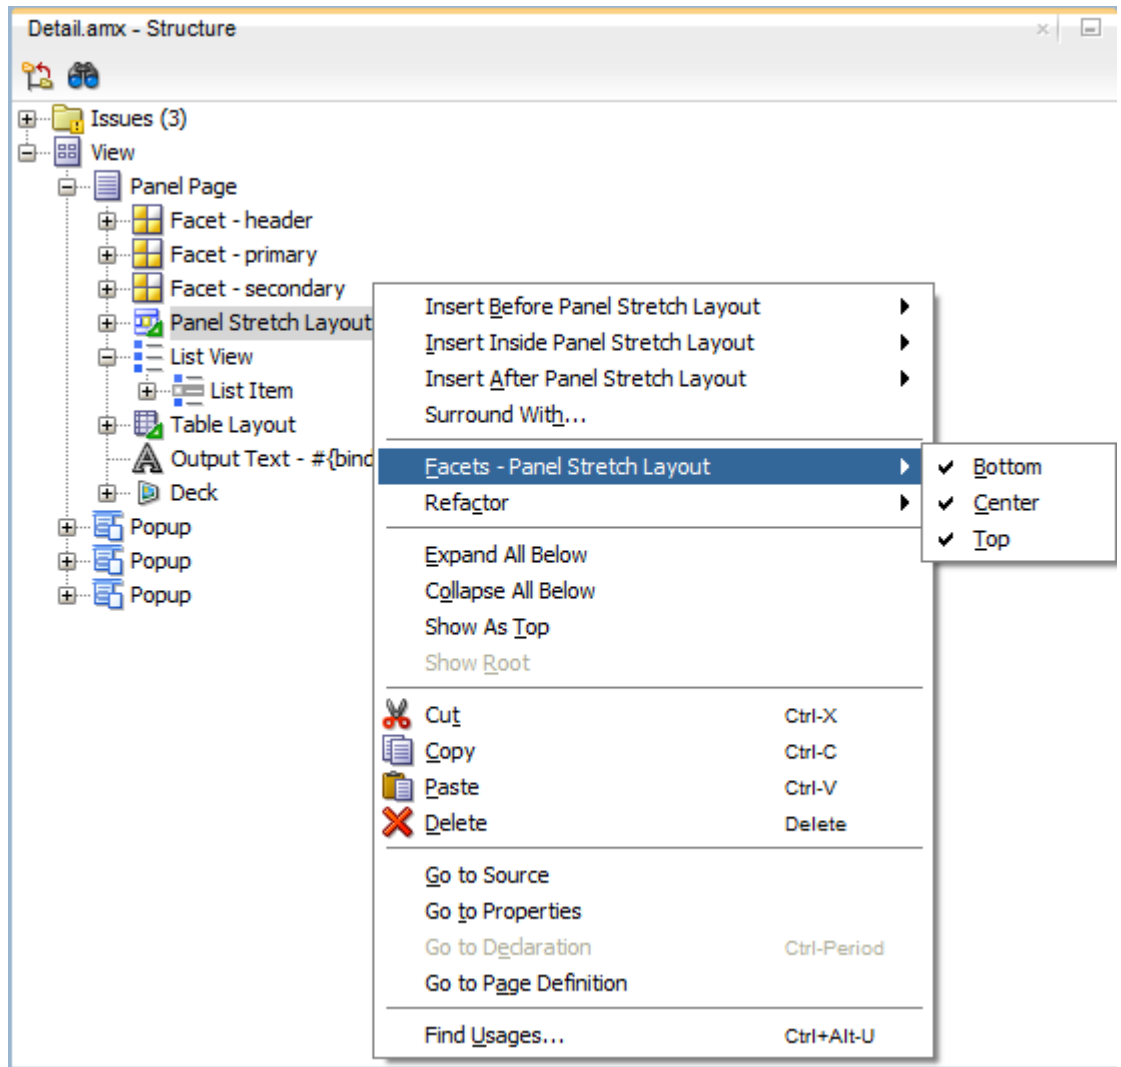 Detail.amx - Structure
Issues (3)
View
Panel Page
Facet - header
Facet - primary
Facet - secondary
Panel Stretch Layout
List View
List Item
Table Layout
Output Text - #{bind
Deck
Popup
Popup
Popup
Insert Before Panel Stretch Layout
Insert Inside Panel Stretch Layout
Insert After Panel Stretch Layout
Surround With...
Facets - Panel Stretch Layout
Refactor
Expand All Below
Collapse All Below
Show As Top
Show Root
Cut Ctrl-X
Copy Ctrl-C
Paste Ctrl-V
Delete Delete
Go to Source
Go to Properties
Go to Declaration Ctrl-Period
Go to Page Definition
Find Usages... Ctrl+Alt-U
Bottom
Center
Top